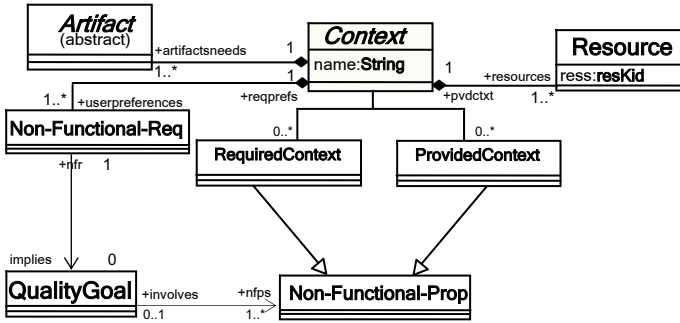 Artifact
(abstract)
+artifactsneeds
1
1..*
Context
name:String
1
1
+resources
1..*
Resource
ress:resKid
1..*
+userpreferences
1
+reqprefs
+pvdctxt
Non-Functional-Req
0..*
0..*
RequiredContext
ProvidedContext
+nfr
1
implies
0
QualityGoal
+involves
0..1
+nfps
1..*
Non-Functional-Prop